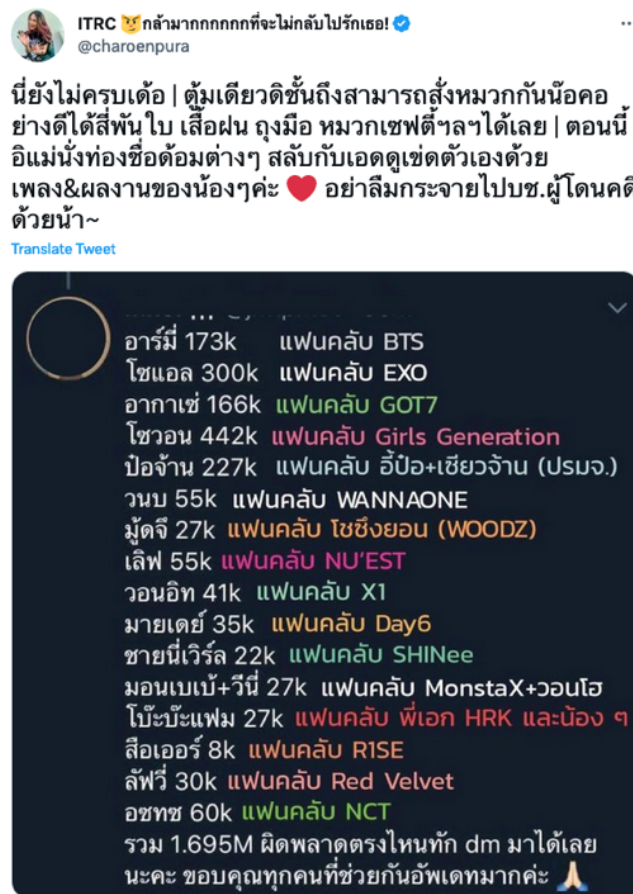 ITRC 😼กล้ามากกกกกกที่จะไม่กลับไปรักเธอ!
@charoenpura
นี่ยังไม่ครบเด้อ | ตู้มเดียวดิชั้นถึงสามารถสั่งหมวกกันน๊อคอ
ย่างดีได้สี่พันใบ เสื้อฝน ถุงมือ หมวกเซฟตี้ฯลฯได้เลย | ตอนนี้
อิแม่นั่งท่องชื่อด้อมต่างๆ สลับกับเอดดูเข่ดตัวเองด้วย
เพลง&ผลงานของน้องๆค่ะ ❤️ อย่าลืมกระจายไปบช.ผู้โดนคดี
ด้วยน้า~
Translate Tweet
อาร์มี่ 173k แฟนคลับ BTS
โซแอล 300k แฟนคลับ EXO
อากาเซ่ 166k แฟนคลับ GOT7
โซวอน 442k แฟนคลับ Girls Generation
ป๋อจ้าน 227k แฟนคลับ อี้ป๋อ+เซียวจ้าน (ปรมจ.)
วนบ 55k แฟนคลับ WANNAONE
มู้ดจึ 27k แฟนคลับ โชซึงยอน (WOODZ)
เลิฟ 55k แฟนคลับ NU'EST
วอนอิท 41k แฟนคลับ X1
มายเดย์ 35k แฟนคลับ Day6
ชายนี่เวิร์ล 22k แฟนคลับ SHINee
มอนเบเบ้+วีนี่ 27k แฟนคลับ MonstaX+วอนโฮ
โบ๊ะบ๊ะแฟม 27k แฟนคลับ พี่เอก HRK และน้อง ๆ
สือเออร์ 8k แฟนคลับ R1SE
ลัฟวี่ 30k แฟนคลับ Red Velvet
อซทซ 60k แฟนคลับ NCT
รวม 1.695M ผิดพลาดตรงไหนทัก dm มาได้เลย
นะคะ ขอบคุณทุกคนที่ช่วยกันอัพเดทมากค่ะ 🙏🏻